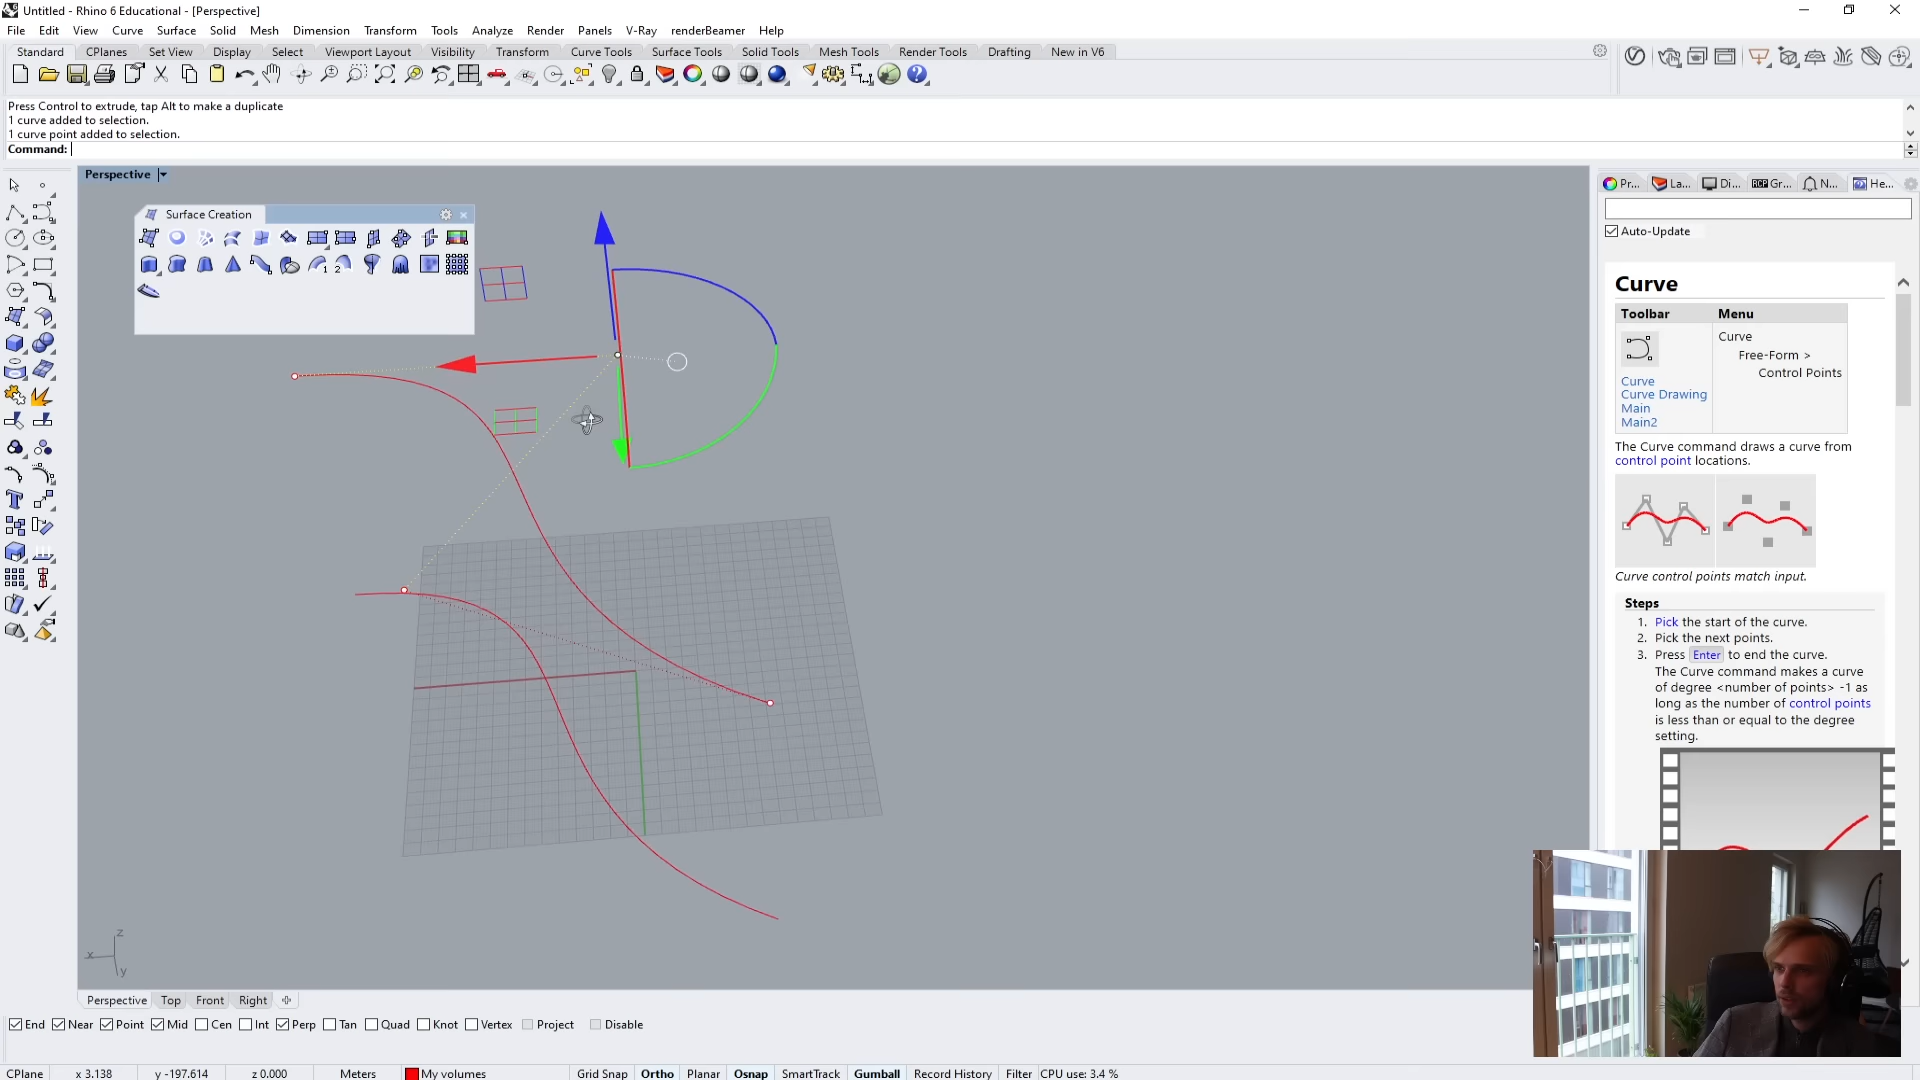 Untitled - Rhino 6 Educational - [Perspective]
File Edit View Curve Surface Solid Mesh Dimension Transform Tools Analyze Render Panels V-Ray renderBeamer Help
Standard CPlanes Set View Display Select Viewport Layout Visibility Transform Curve Tools Surface Tools Solid Tools Mesh Tools Render Tools Drafting New in V6
Press Control to extrude, tap Alt to make a duplicate
1 curve added to selection.
1 curve point added to selection.
Command:
Perspective
Surface Creation
1 2
Pr... La... Di... RCP Gr... N... He...
Auto-Update
Curve
Toolbar Menu
Curve
Free-Form >
Control Points
Curve
Curve Drawing
Main
Main2
The Curve command draws a curve from
control point locations.
Curve control points match input.
Steps
1. Pick the start of the curve.
2. Pick the next points.
3. Press Enter to end the curve.
The Curve command makes a curve
of degree <number of points> -1 as
long as the number of control points
is less than or equal to the degree
setting.
z
x
y
Perspective Top Front Right
End Near Point Mid Cen Int Perp Tan Quad Knot Vertex Project Disable
CPlane x 3.138 y -197.614 z 0.000 Meters My volumes Grid Snap Ortho Planar Osnap SmartTrack Gumball Record History Filter CPU use: 3.4 %